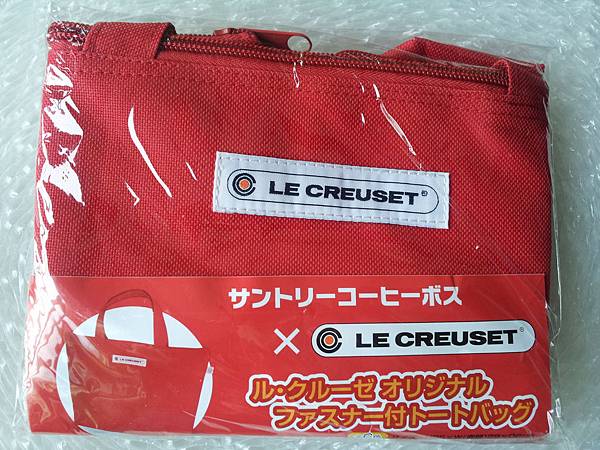 LE CREUSET®
サントリーコーヒーボス
× LE CREUSET®
LE CREUSET
ル・クルーゼ オリジナル
ファスナー付トートバッグ